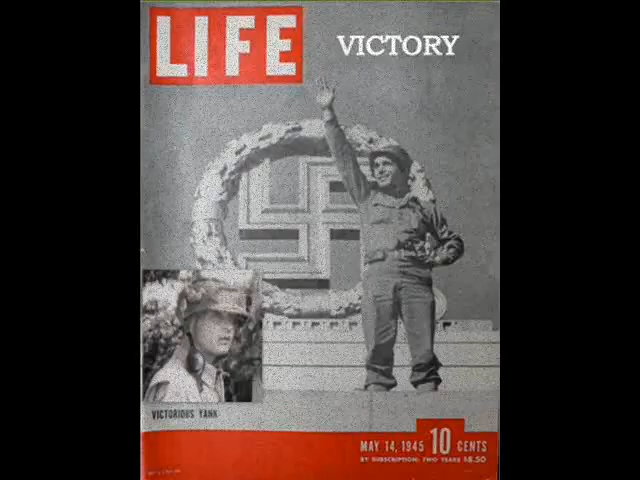 LIFE
VICTORY
VICTORIOUS YANK
MAY 14, 1945 10 CENTS
BY SUBSCRIPTION: TWO YEARS $8.50